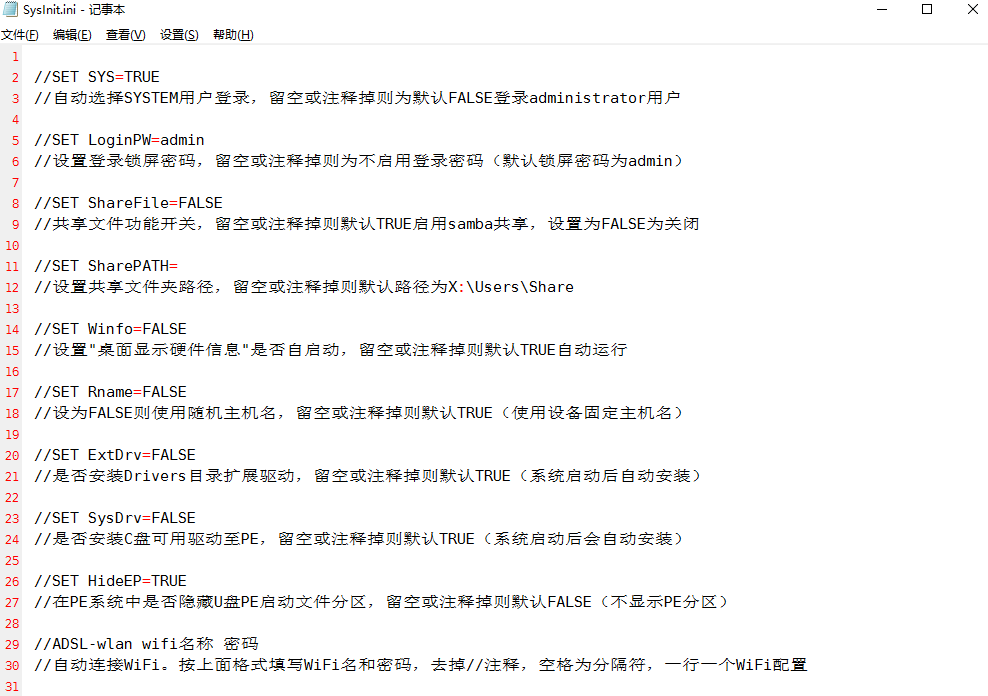 SysInit.ini - 记事本
文件(F) 编辑(E) 查看(V) 设置(S) 帮助(H)
1
2 //SET SYS=TRUE
3 //自动选择SYSTEM用户登录，留空或注释掉则为默认FALSE登录administrator用户
4
5 //SET LoginPW=admin
6 //设置登录锁屏密码，留空或注释掉则为不启用登录密码（默认锁屏密码为admin）
7
8 //SET ShareFile=FALSE
9 //共享文件功能开关，留空或注释掉则默认TRUE启用samba共享，设置为FALSE为关闭
10
11 //SET SharePATH=
12 //设置共享文件夹路径，留空或注释掉则默认路径为X:\Users\Share
13
14 //SET Winfo=FALSE
15 //设置"桌面显示硬件信息"是否自启动，留空或注释掉则默认TRUE自动运行
16
17 //SET Rname=FALSE
18 //设为FALSE则使用随机主机名，留空或注释掉则默认TRUE（使用设备固定主机名）
19
20 //SET ExtDrv=FALSE
21 //是否安装Drivers目录扩展驱动，留空或注释掉则默认TRUE（系统启动后自动安装）
22
23 //SET SysDrv=FALSE
24 //是否安装C盘可用驱动至PE，留空或注释掉则默认TRUE（系统启动后会自动安装）
25
26 //SET HideEP=TRUE
27 //在PE系统中是否隐藏U盘PE启动文件分区，留空或注释掉则默认FALSE（不显示PE分区）
28
29 //ADSL-wlan wifi名称 密码
30 //自动连接WiFi。按上面格式填写WiFi名和密码，去掉//注释，空格为分隔符，一行一个WiFi配置
31